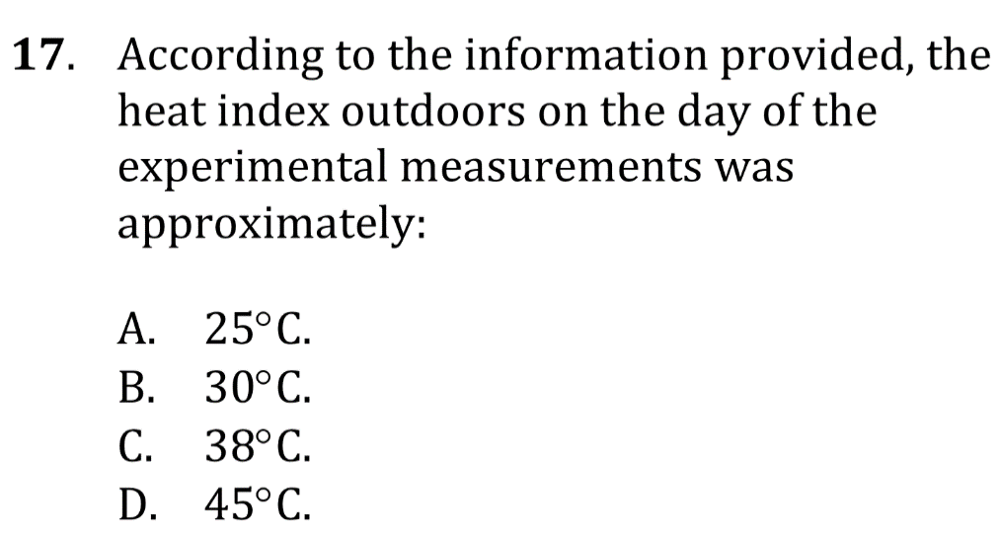 17. According to the information provided, the
heat index outdoors on the day of the
experimental measurements was
approximately:
A. 25°C.
B. 30°C.
C. 38°C.
D. 45°C.